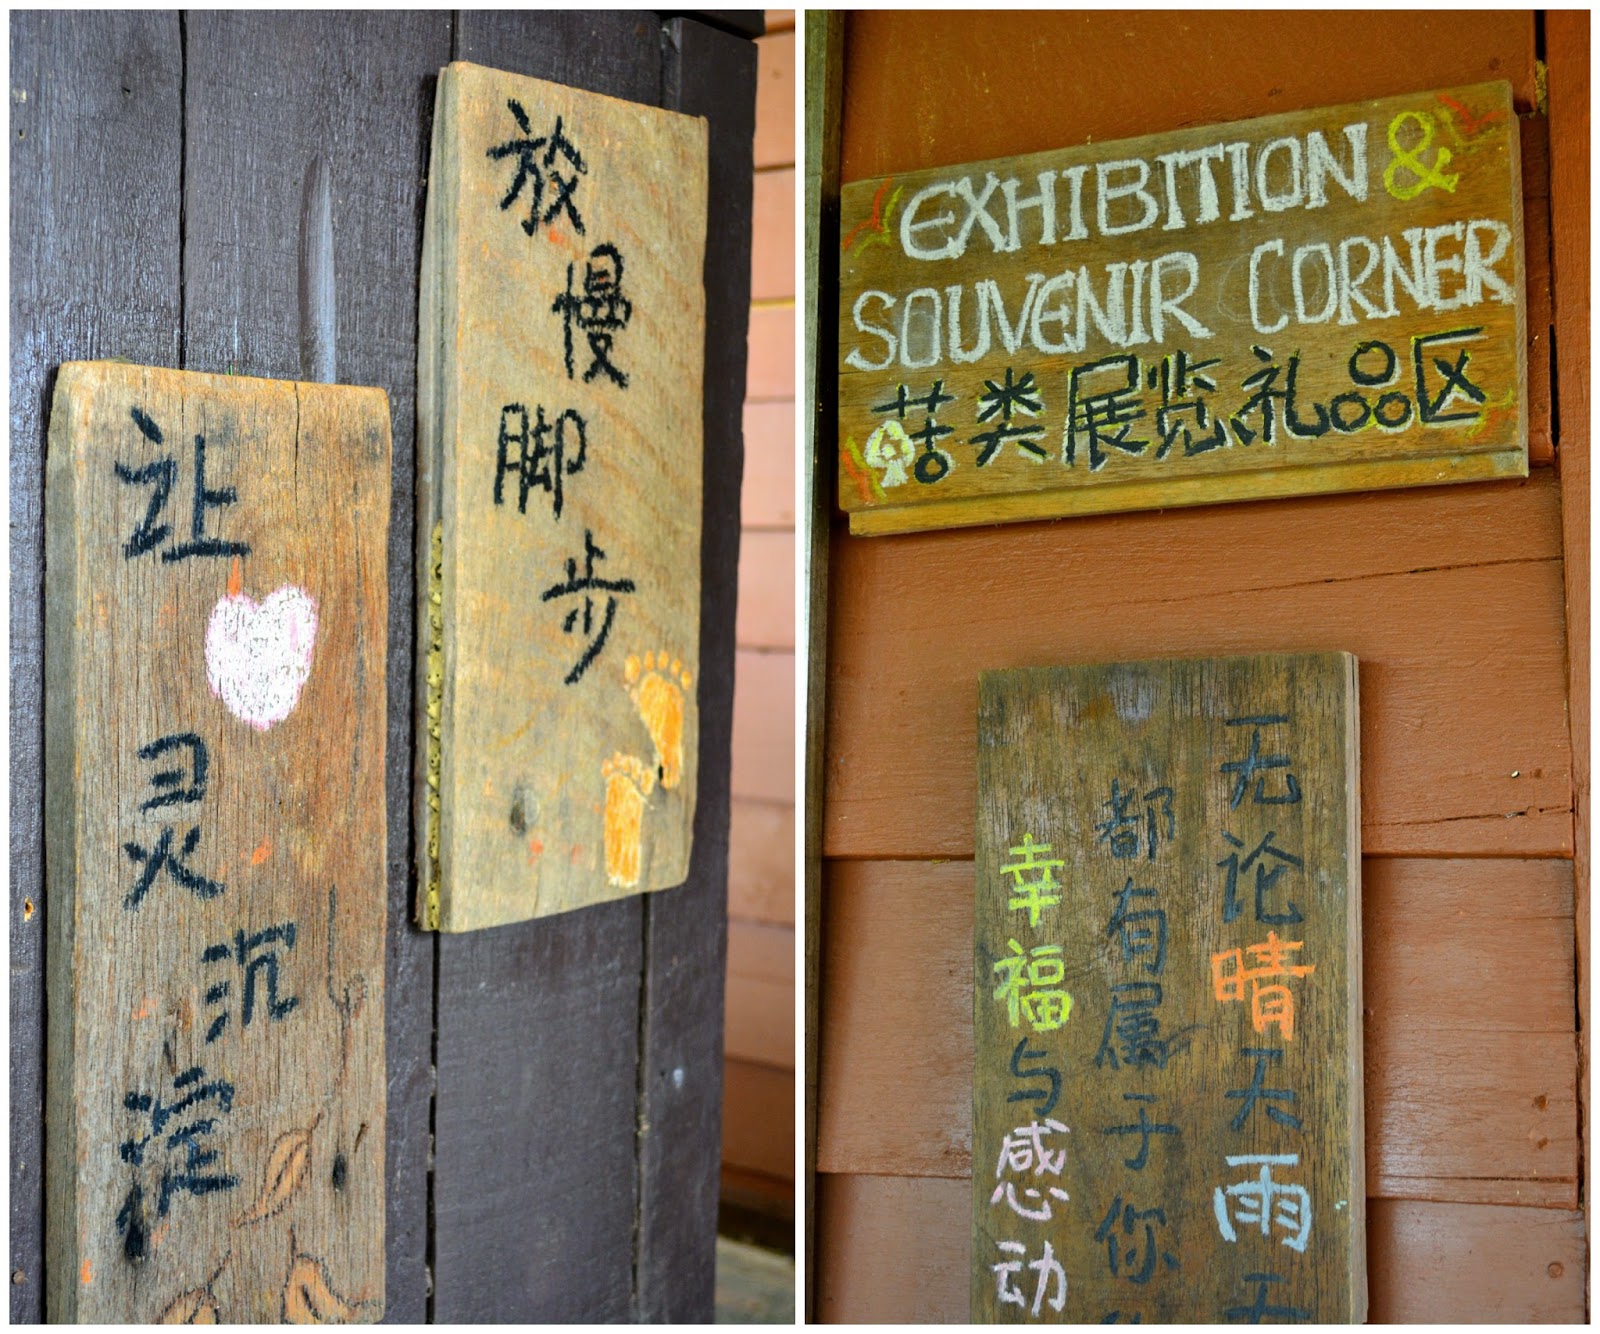 放慢脚步
让灵沉淀
EXHIBITION &
SOUVENIR CORNER
菇类展览礼品区
无论晴天雨天
都有属于你
幸福与感动